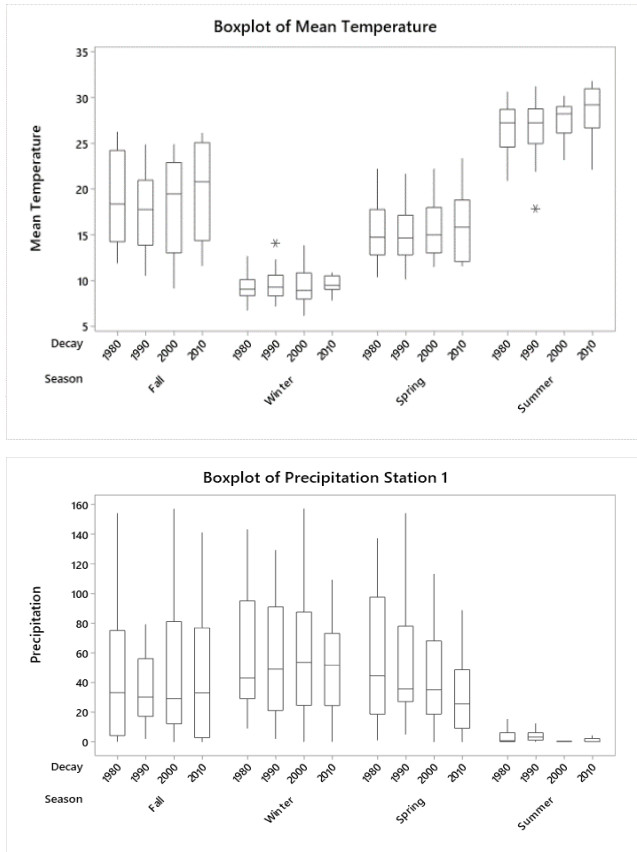 Boxplot of Mean Temperature
35
30
25
20
15
10
5
Mean Temperature
Decay
1980 1990 2000 2010 1980 1990 2000 2010 1980 1990 2000 2010 1980 1990 2000 2010
Season
Fall Winter Spring Summer
Boxplot of Precipitation Station 1
160
140
120
100
80
60
40
20
0
Precipitation
Decay
1980 1990 2000 2010 1980 1990 2000 2010 1980 1990 2000 2010 1980 1990 2000 2010
Season
Fall Winter Spring Summer